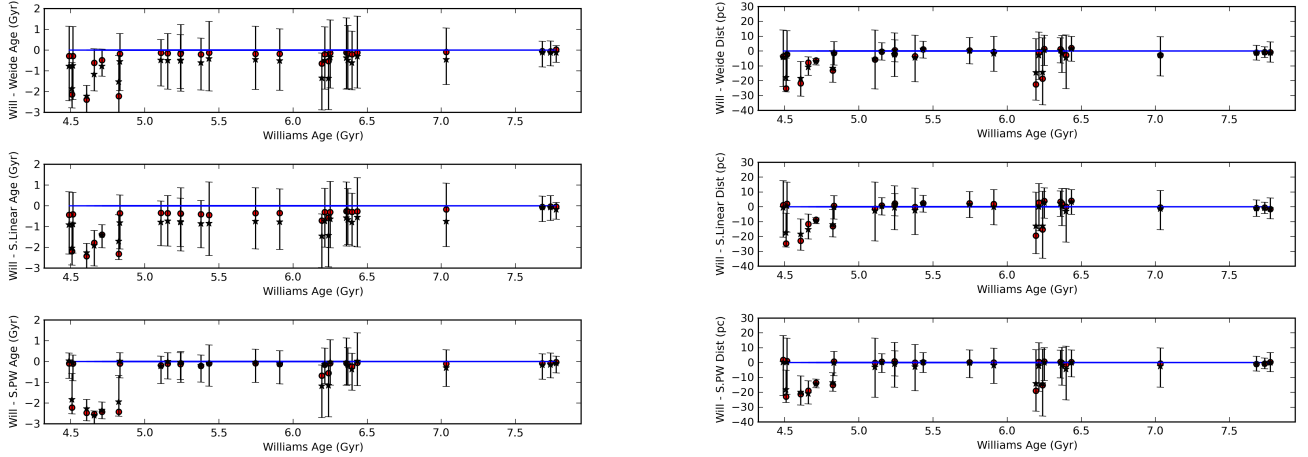 Will - Weide Age (Gyr)
2
1
0
−1
−2
−3
4.5 5.0 5.5 6.0 6.5 7.0 7.5
Williams Age (Gyr)
Will - S.Linear Age (Gyr)
2
1
0
−1
−2
−3
4.5 5.0 5.5 6.0 6.5 7.0 7.5
Williams Age (Gyr)
Will - S.PW Age (Gyr)
2
1
0
−1
−2
−3
4.5 5.0 5.5 6.0 6.5 7.0 7.5
Williams Age (Gyr)
Will - Weide Dist (pc)
30
20
10
0
−10
−20
−30
−40
4.5 5.0 5.5 6.0 6.5 7.0 7.5
Williams Age (Gyr)
Will - S.Linear Dist (pc)
30
20
10
0
−10
−20
−30
−40
4.5 5.0 5.5 6.0 6.5 7.0 7.5
Williams Age (Gyr)
Will - S.PW Dist (pc)
30
20
10
0
−10
−20
−30
−40
4.5 5.0 5.5 6.0 6.5 7.0 7.5
Williams Age (Gyr)